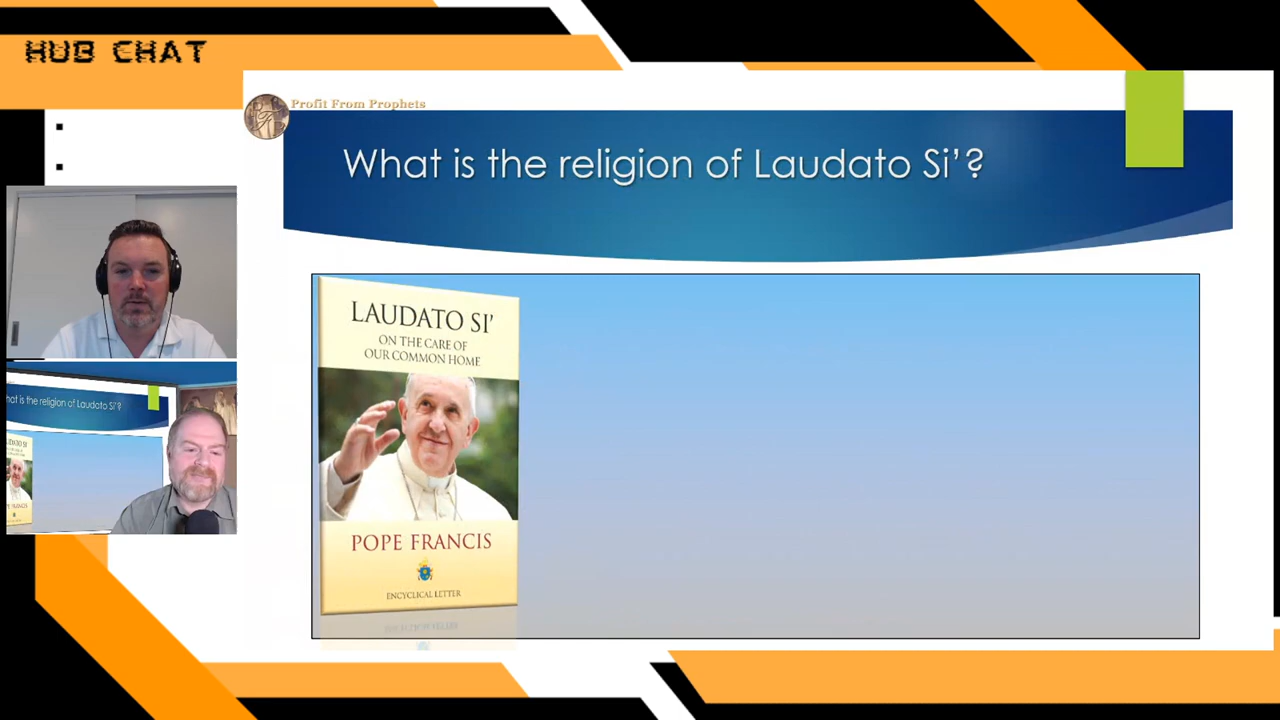 HUB CHAT
Profit From Prophets
What is the religion of Laudato Si’?
LAUDATO SI’
ON THE CARE OF
OUR COMMON HOME
POPE FRANCIS
ENCYCLICAL LETTER
hat is the religion of Laudato Si’?